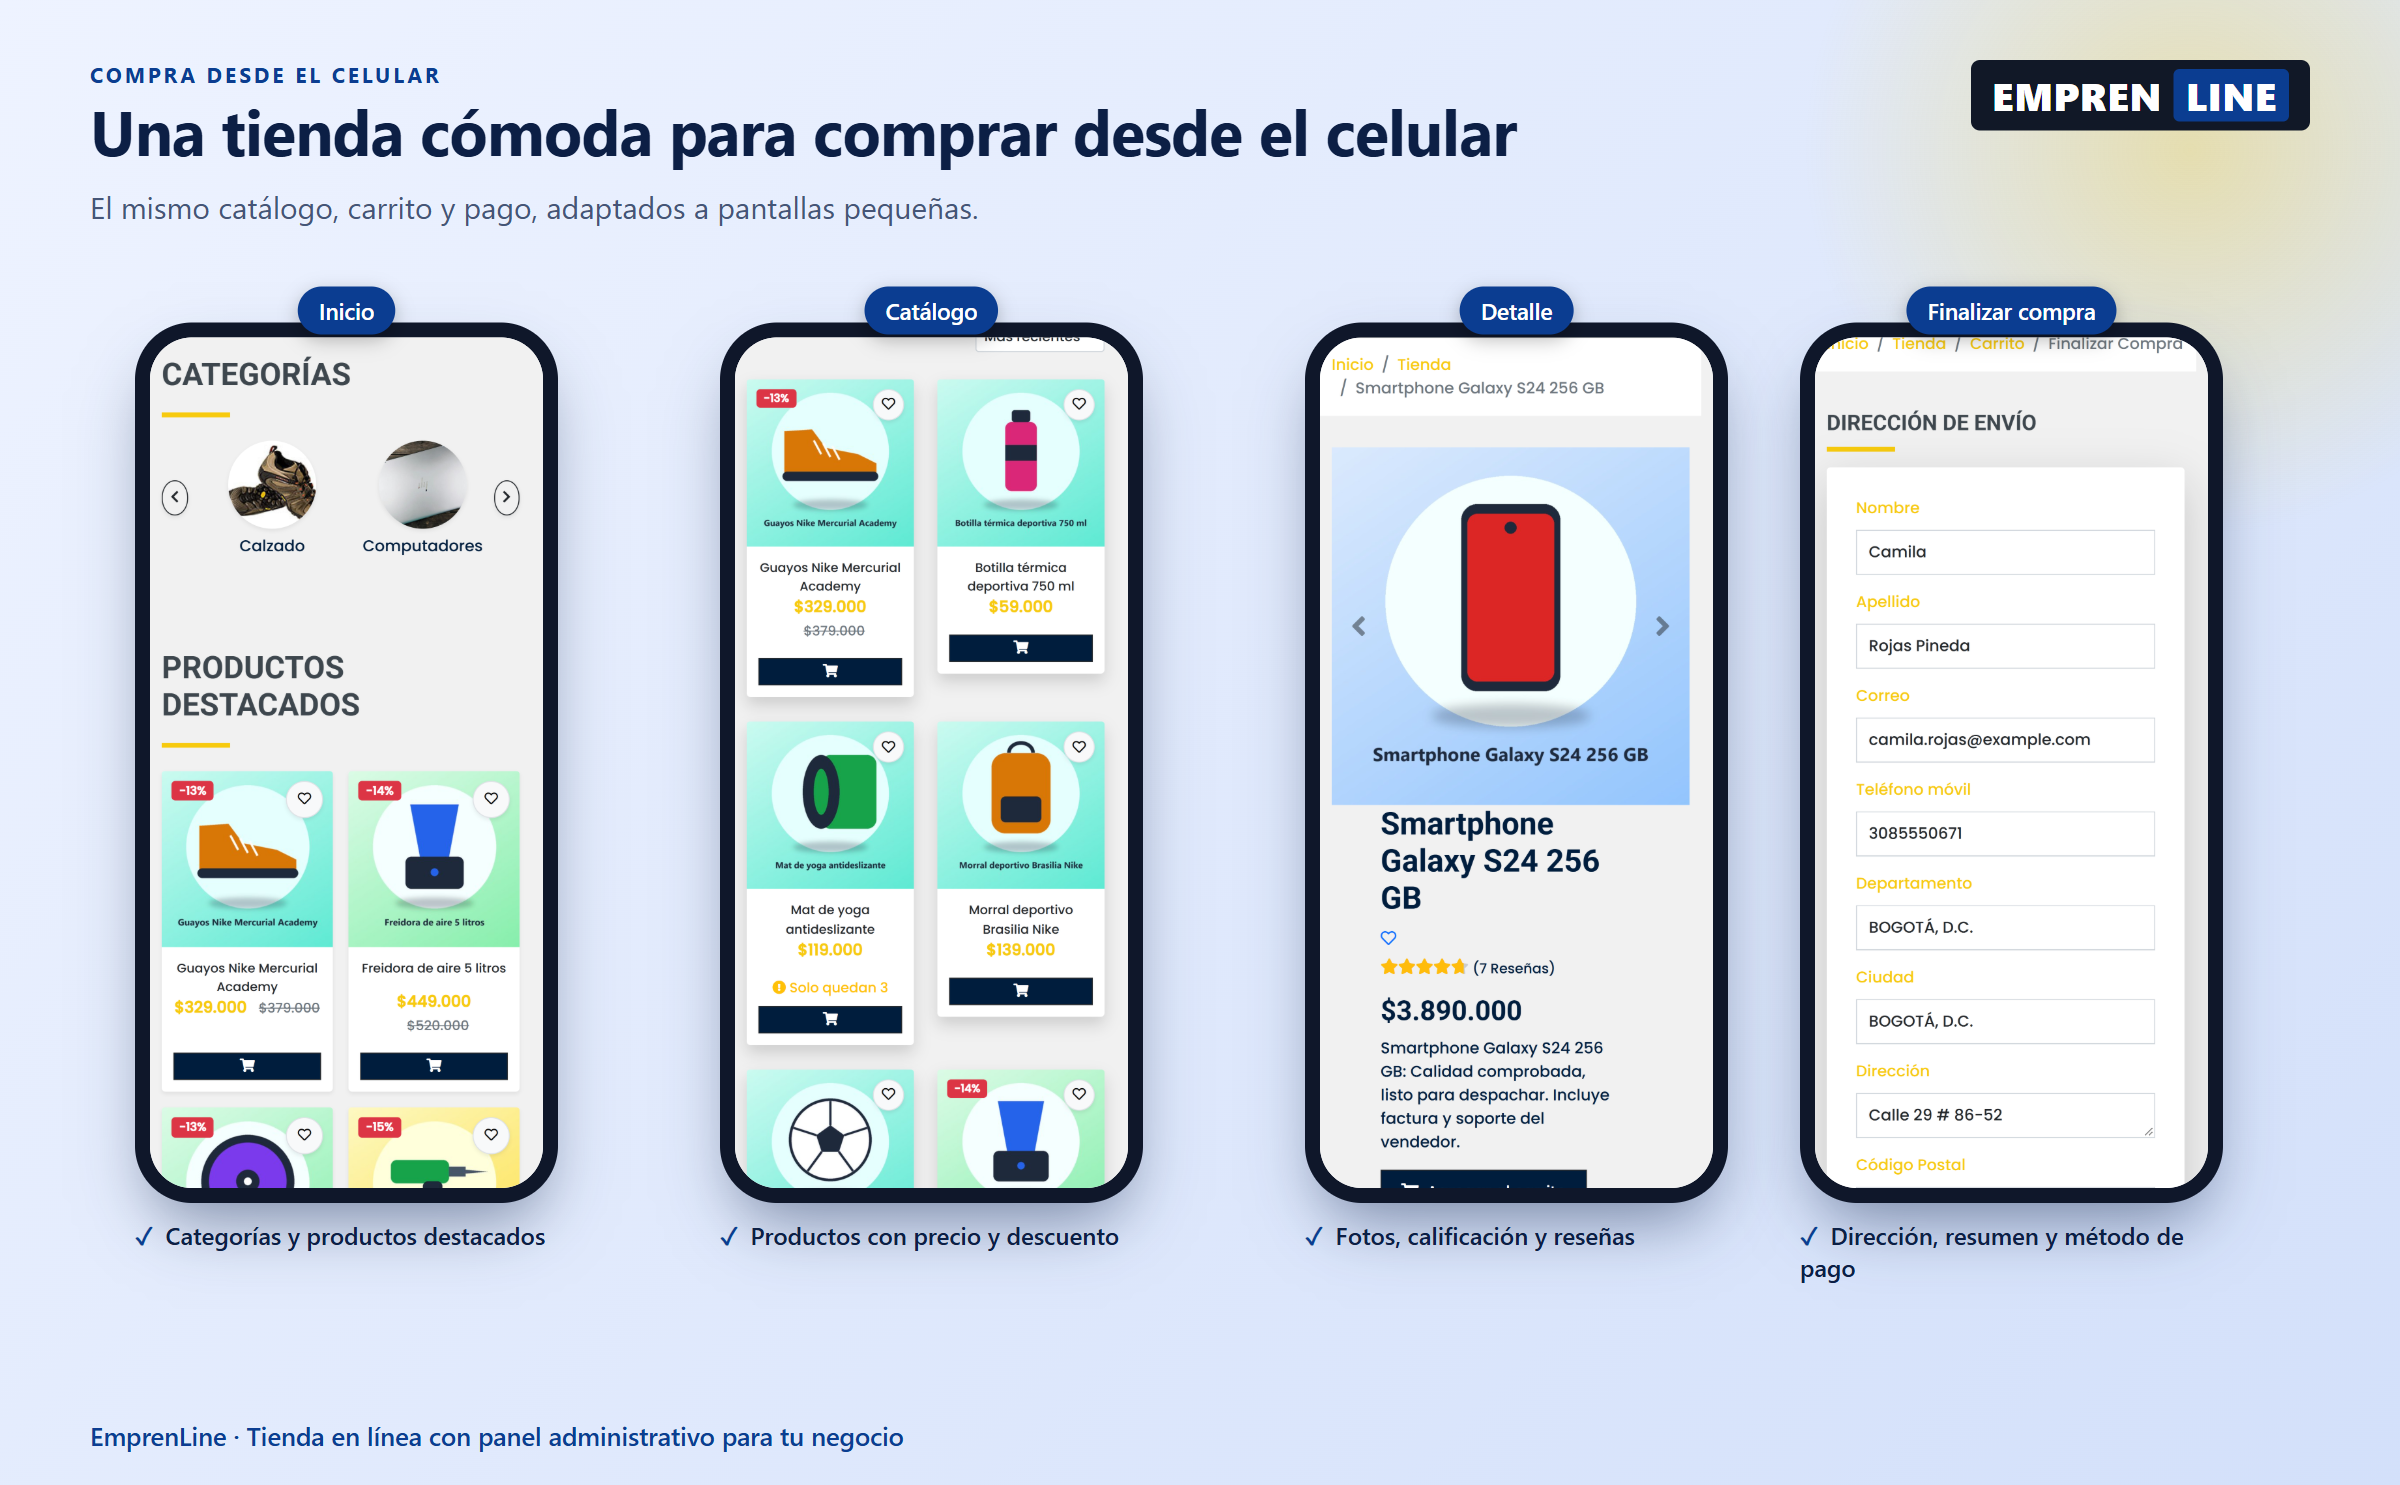 COMPRA DESDE EL CELULAR
Una tienda cómoda para comprar desde el celular
El mismo catálogo, carrito y pago, adaptados a pantallas pequeñas.
EMPREN LINE
Inicio
CATEGORÍAS
Calzado
Computadores
PRODUCTOS
DESTACADOS
-13%
Guayos Nike Mercurial Academy
Guayos Nike Mercurial
Academy
$329.000 $379.000
-14%
Freidora de aire 5 litros
Freidora de aire 5 litros
$449.000
$520.000
-13%
-15%
✓ Categorías y productos destacados
Catálogo
Más recientes
-13%
Guayos Nike Mercurial Academy
Guayos Nike Mercurial
Academy
$329.000
$379.000
Botilla térmica deportiva 750 ml
Botilla térmica
deportiva 750 ml
$59.000
Mat de yoga antideslizante
Mat de yoga
antideslizante
$119.000
Solo quedan 3
Morral deportivo Brasilia Nike
Morral deportivo
Brasilia Nike
$139.000
-14%
✓ Productos con precio y descuento
Detalle
Inicio / Tienda
/ Smartphone Galaxy S24 256 GB
Smartphone Galaxy S24 256 GB
Smartphone
Galaxy S24 256
GB
(7 Reseñas)
$3.890.000
Smartphone Galaxy S24 256
GB: Calidad comprobada,
listo para despachar. Incluye
factura y soporte del
vendedor.
✓ Fotos, calificación y reseñas
Finalizar compra
Inicio / Tienda / Carrito / Finalizar Compra
DIRECCIÓN DE ENVÍO
Nombre
Camila
Apellido
Rojas Pineda
Correo
camila.rojas@example.com
Teléfono móvil
3085550671
Departamento
BOGOTÁ, D.C.
Ciudad
BOGOTÁ, D.C.
Dirección
Calle 29 # 86-52
Código Postal
✓ Dirección, resumen y método de
pago
EmprenLine · Tienda en línea con panel administrativo para tu negocio